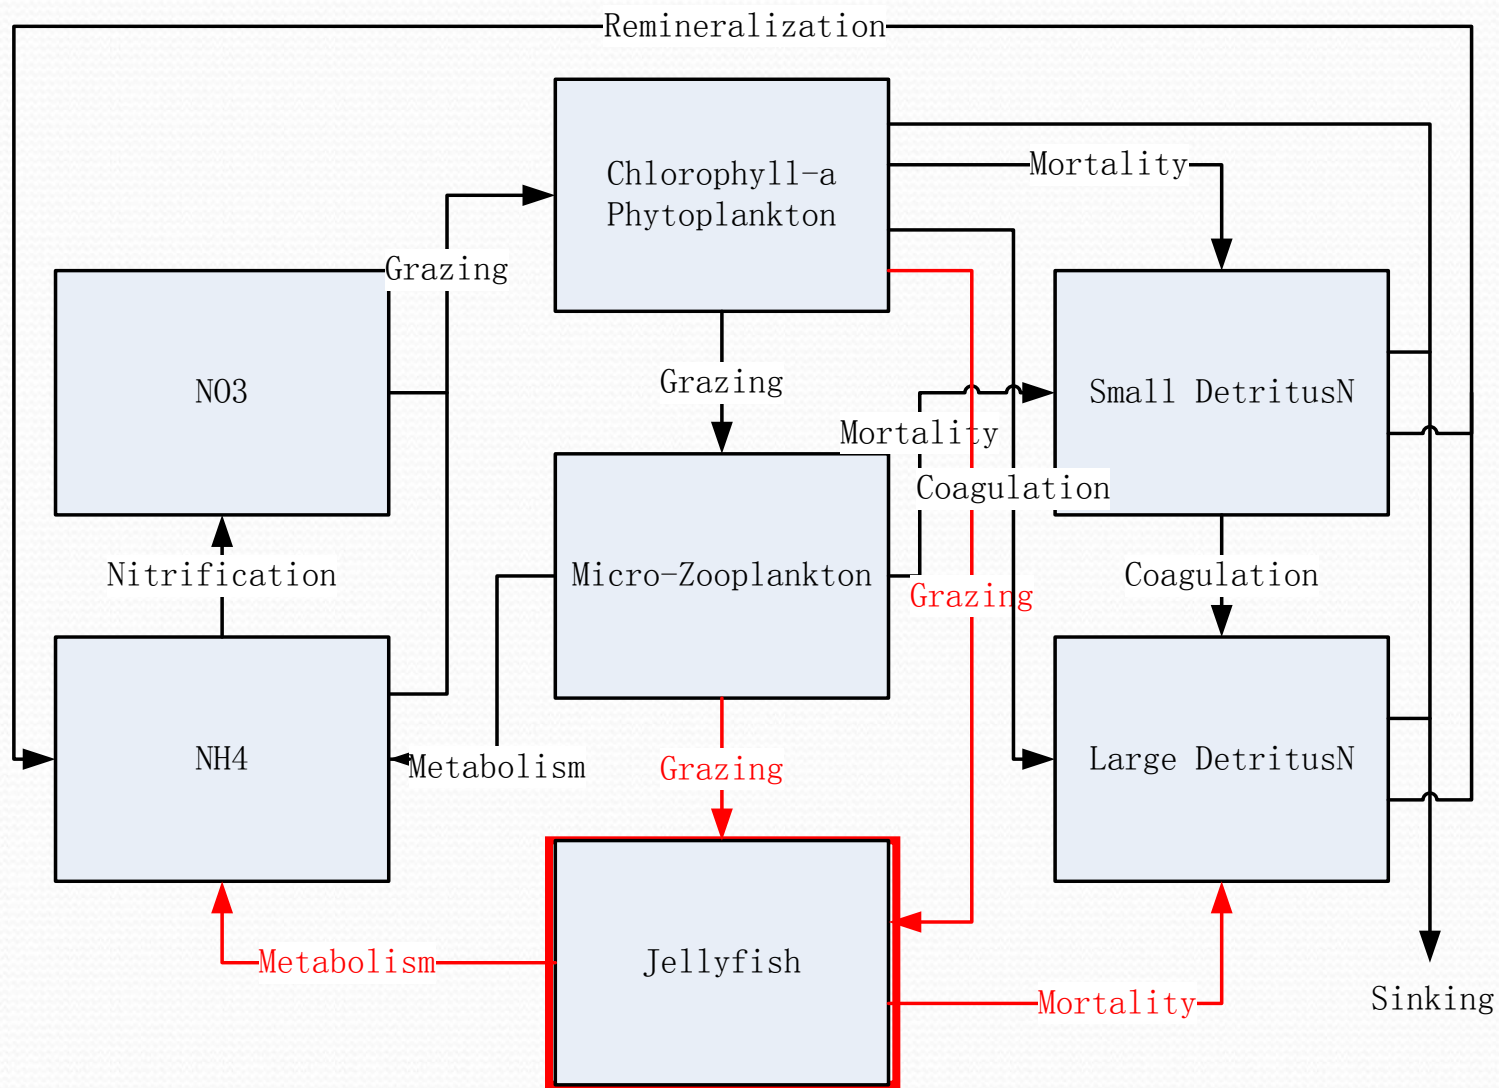 Remineralization
Chlorophyll-a
Phytoplankton
Mortality
Grazing
NO3
Grazing
Small DetritusN
Mortality
Coagulation
Nitrification
Micro-Zooplankton
Coagulation
Grazing
NH4
Metabolism
Grazing
Large DetritusN
Metabolism
Jellyfish
Mortality
Sinking